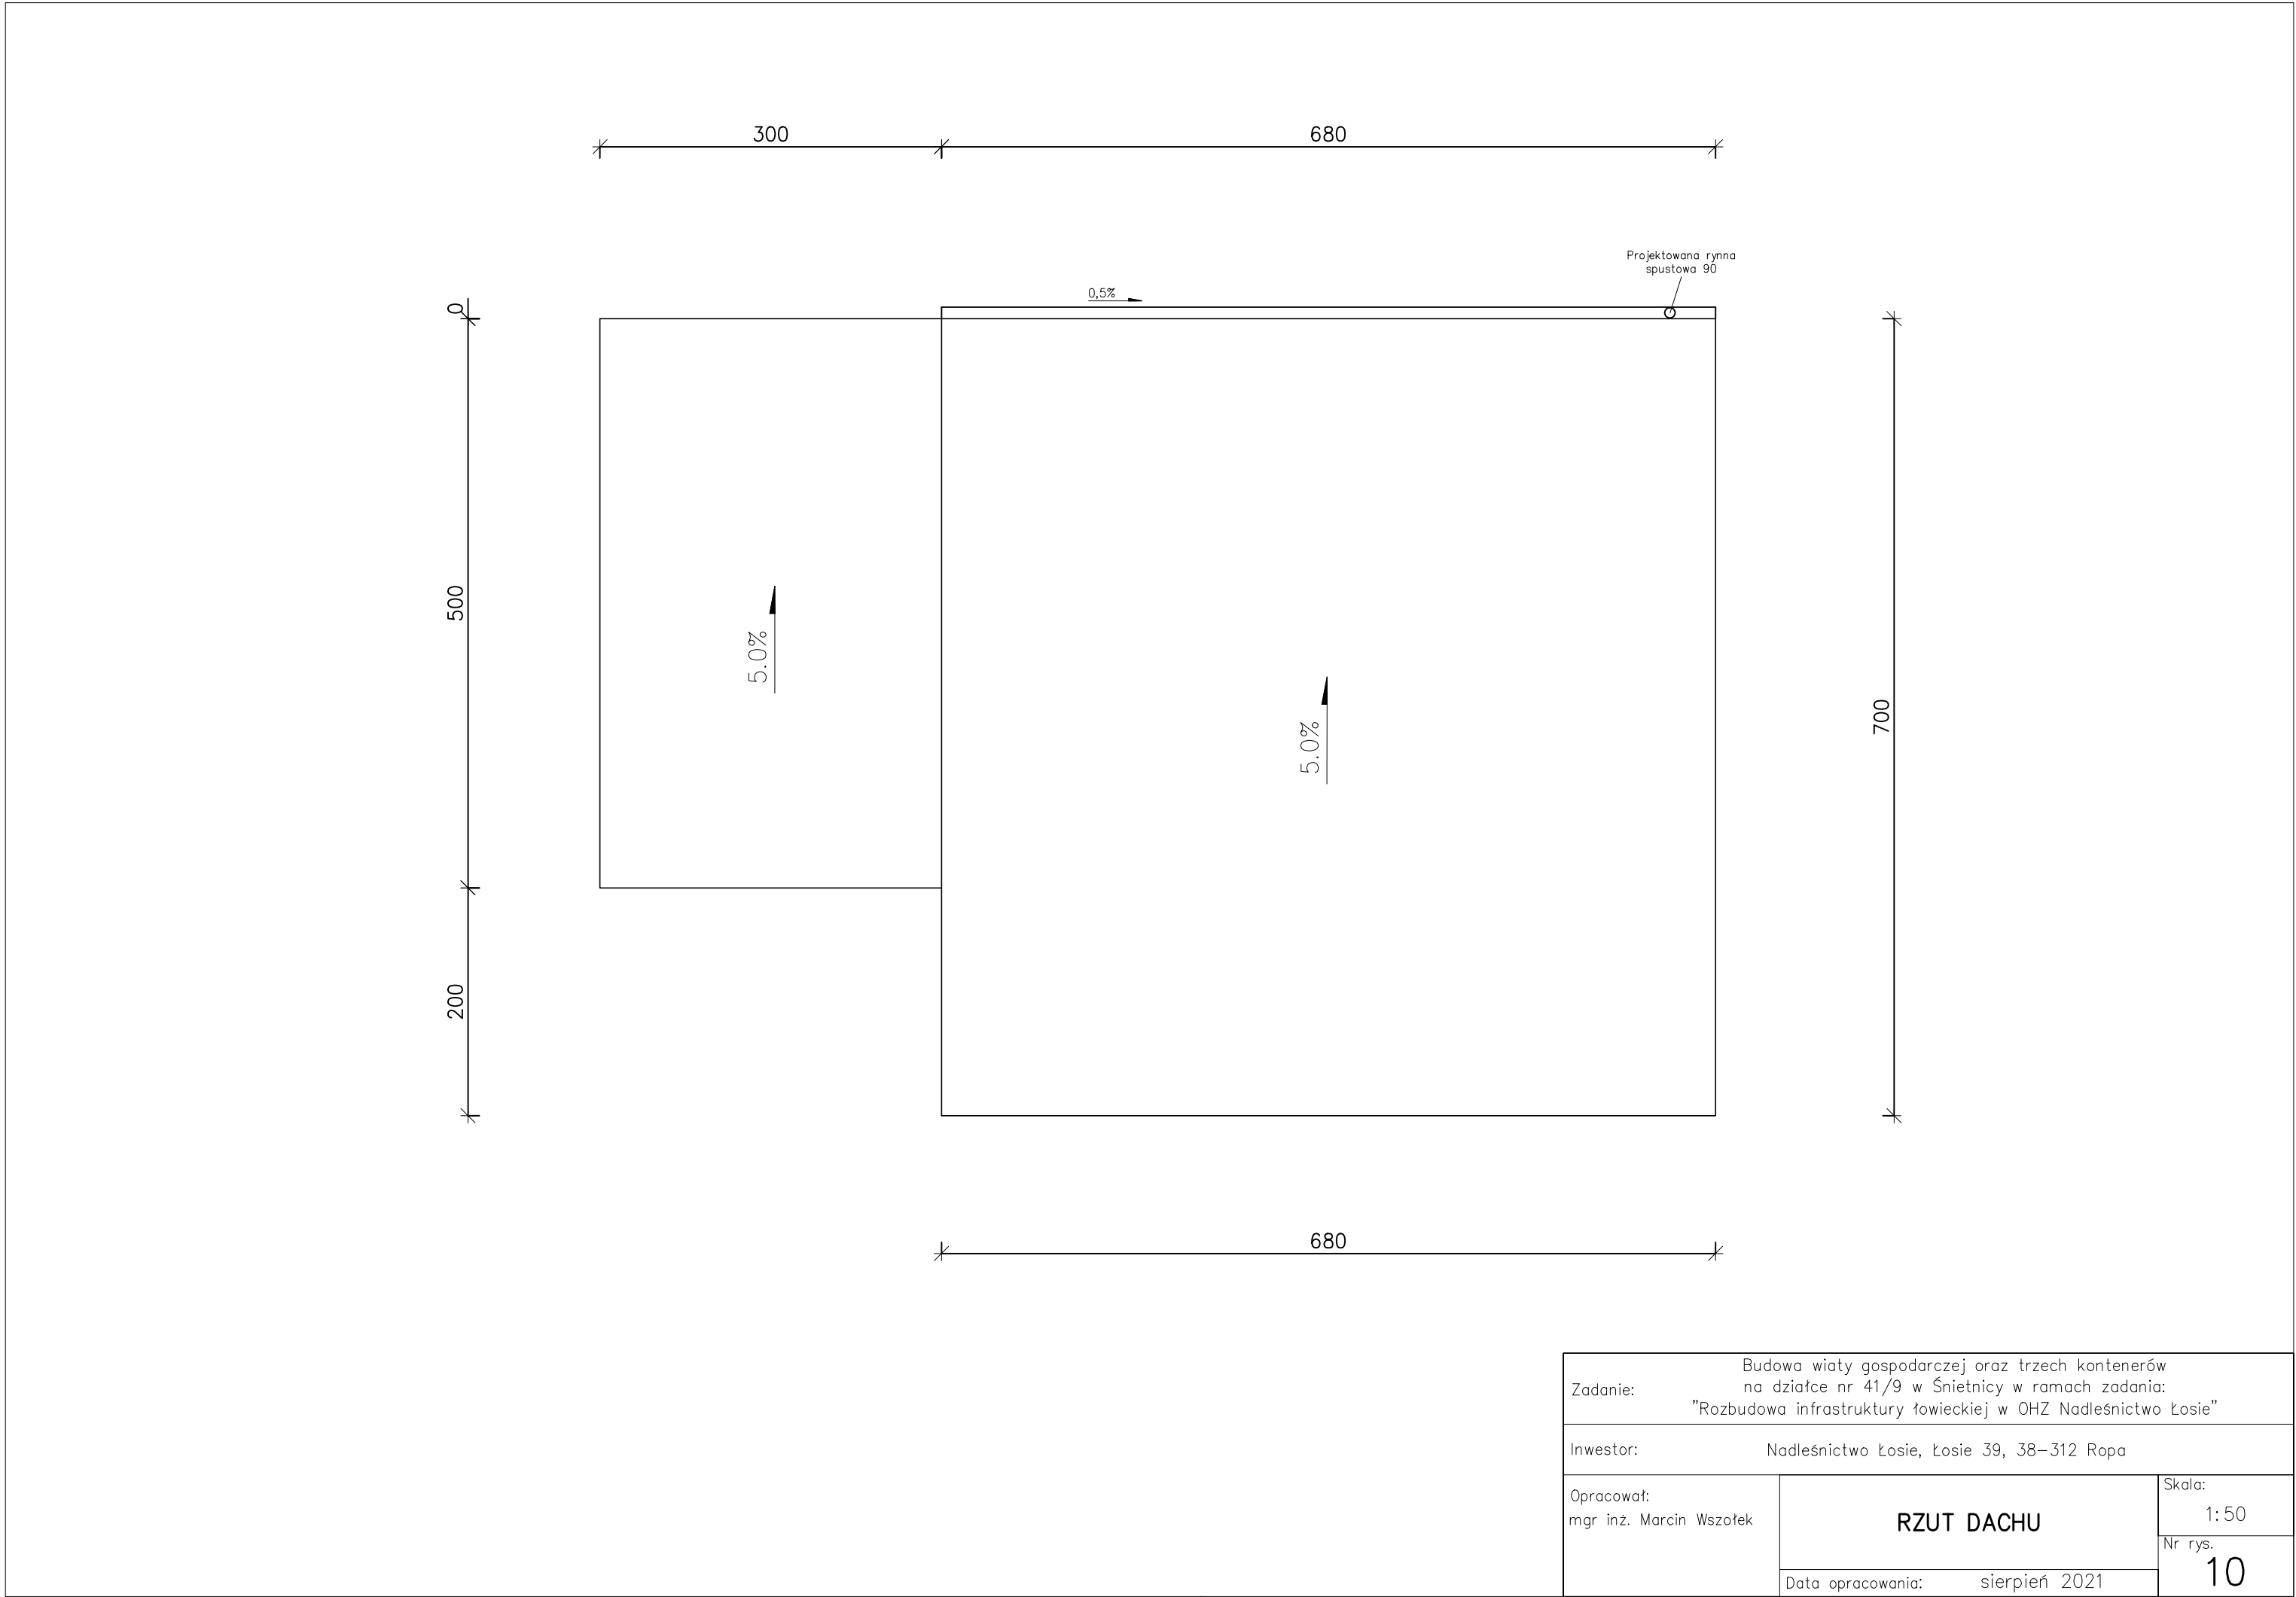 300
680
Projektowana rynna
spustowa 90
0,5%
0
500
5.0%
5.0%
700
200
680
Zadanie:
Budowa wiaty gospodarczej oraz trzech kontenerów
na działce nr 41/9 w Śnietnicy w ramach zadania:
"Rozbudowa infrastruktury łowieckiej w OHZ Nadleśnictwo Łosie"
Inwestor:
Nadleśnictwo Łosie, Łosie 39, 38-312 Ropa
Opracował:
mgr inż. Marcin Wszołek
RZUT DACHU
Skala:
1:50
Nr rys.
10
Data opracowania: sierpień 2021